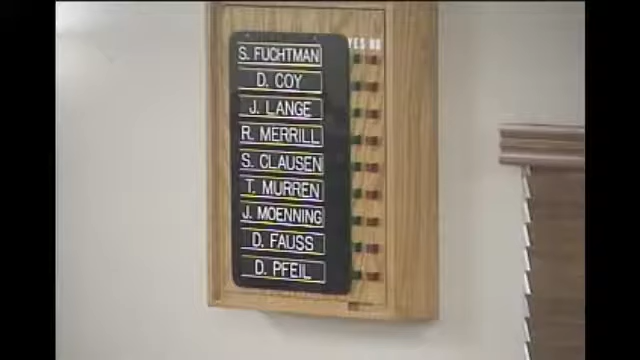 YES NO
S. FUCHTMAN
D. COY
J. LANGE
R. MERRILL
S. CLAUSEN
T. MURREN
J. MOENNING
D. FAUSS
D. PFEIL